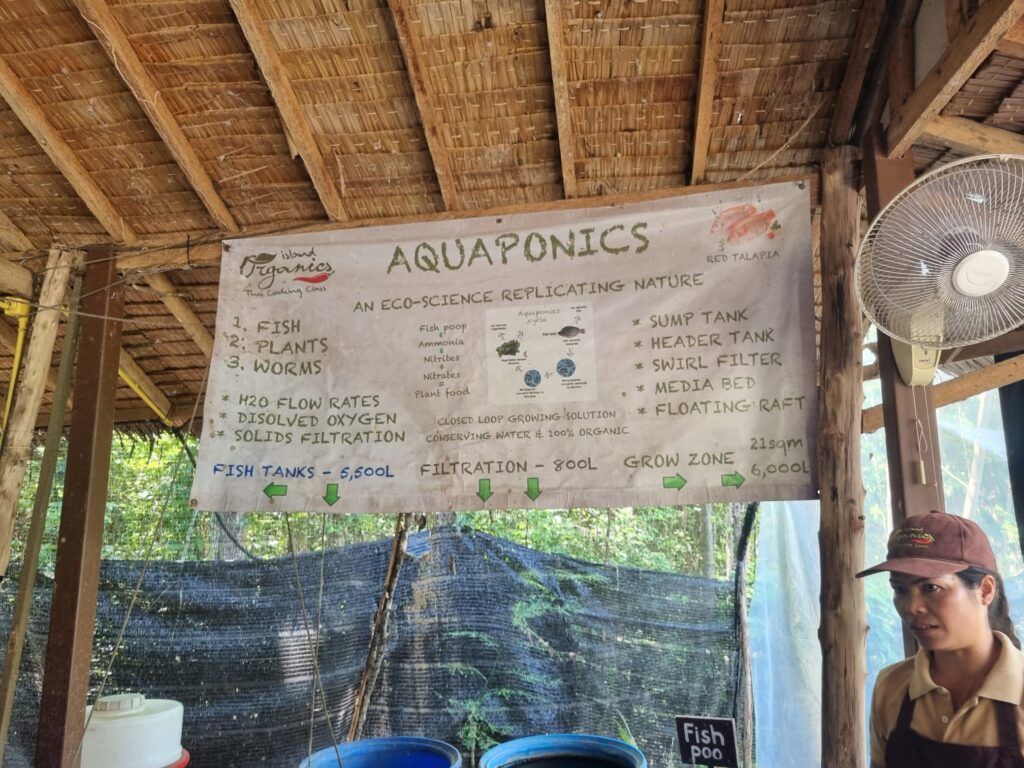 island
Organics
Thai Cooking Class
AQUAPONICS
RED TALAPIA
AN ECO-SCIENCE REPLICATING NATURE
1. FISH
2. PLANTS
3. WORMS
* H2O FLOW RATES
* DISOLVED OXYGEN
* SOLIDS FILTRATION
Fish poop
Ammonia
Nitrites
Nitrates
=
Plant food
Aquaponics
cycle
* SUMP TANK
* HEADER TANK
* SWIRL FILTER
* MEDIA BED
* FLOATING RAFT
CLOSED LOOP GROWING SOLUTION
CONSERVING WATER & 100% ORGANIC
FISH TANKS - 5,500L
FILTRATION - 800L
GROW ZONE
21sqm
6,000L
Organics
Fish
poo